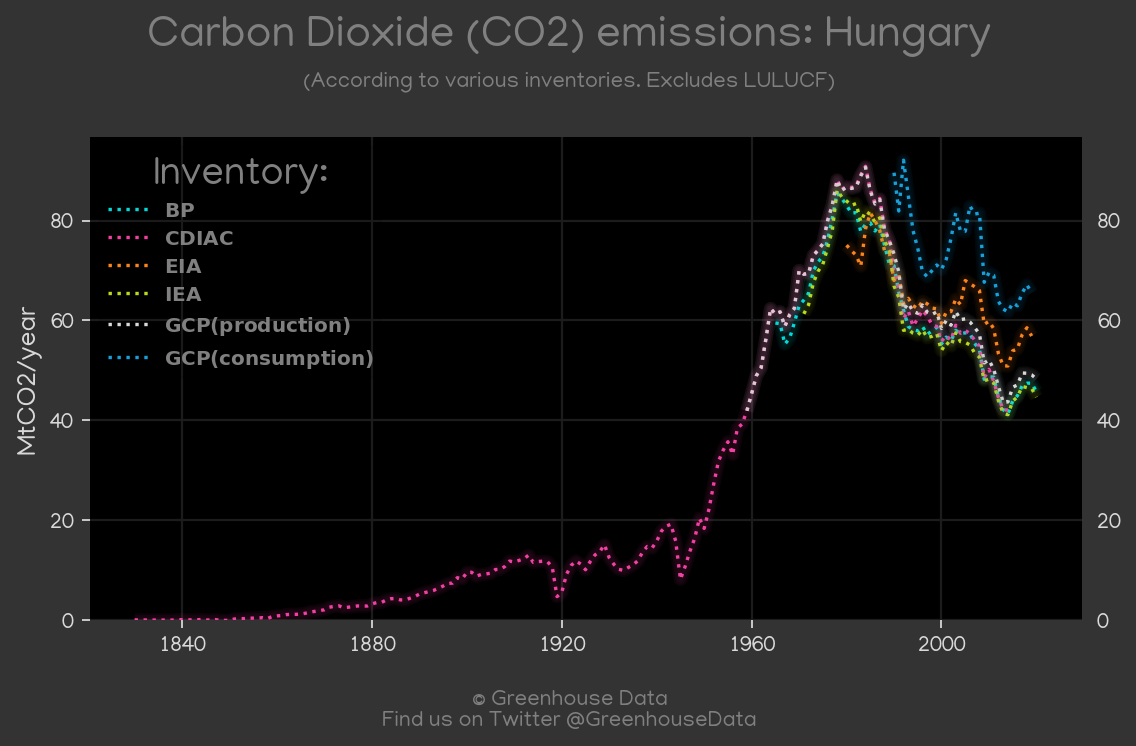 Carbon Dioxide (CO2) emissions: Hungary
(According to various inventories. Excludes LULUCF)
Inventory:
BP
CDIAC
EIA
IEA
GCP(production)
GCP(consumption)
MtCO2/year
80
60
40
20
0
80
60
40
20
0
1840 1880 1920 1960 2000
© Greenhouse Data
Find us on Twitter @GreenhouseData